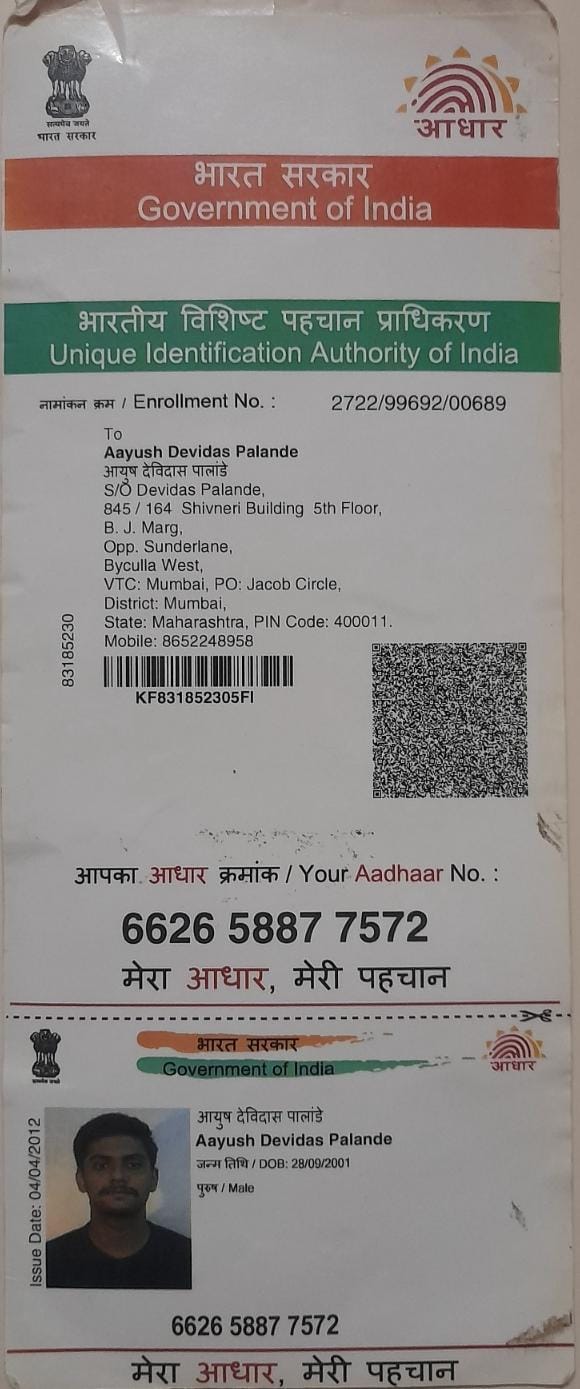 सत्यमेव जयते
भारत सरकार
आधार
भारत सरकार
Government of India
भारतीय विशिष्ट पहचान प्राधिकरण
Unique Identification Authority of India
नामांकन क्रम / Enrollment No. : 2722/99692/00689
To
Aayush Devidas Palande
आयुष देविदास पालांडे
S/O Devidas Palande,
845 / 164 Shivneri Building 5th Floor,
B. J. Marg,
Opp. Sunderlane,
Byculla West,
VTC: Mumbai, PO: Jacob Circle,
District: Mumbai,
State: Maharashtra, PIN Code: 400011.
Mobile: 8652248958
83185230
KF831852305FI
आपका आधार क्रमांक / Your Aadhaar No. :
6626 5887 7572
मेरा आधार, मेरी पहचान
भारत सरकार
Government of India
आधार
आयुष देविदास पालांडे
Aayush Devidas Palande
जन्म तिथि / DOB: 28/09/2001
पुरुष / Male
Issue Date: 04/04/2012
6626 5887 7572
मेरा आधार, मेरी पहचान